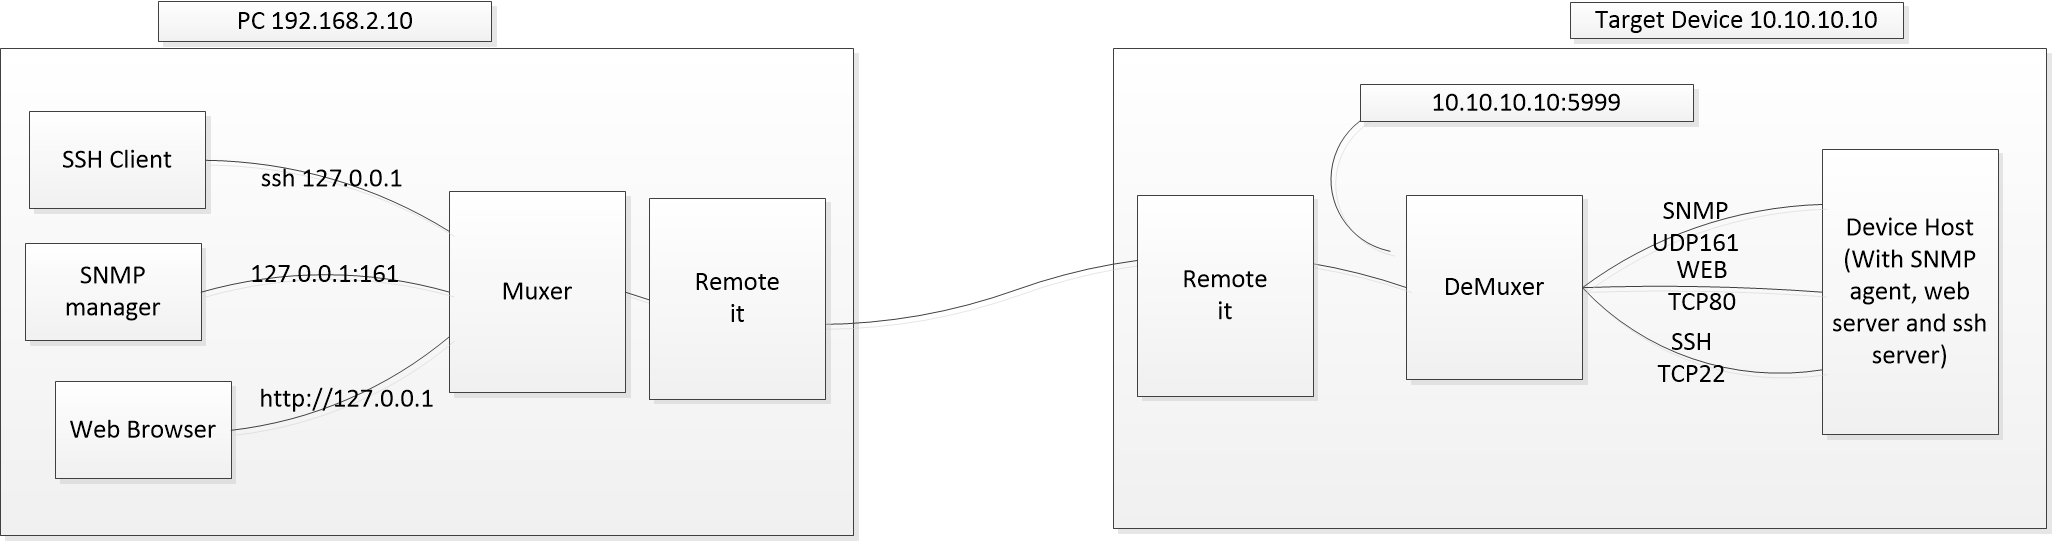 PC 192.168.2.10
SSH Client
ssh 127.0.0.1
SNMP
manager
127.0.0.1:161
Web Browser
http://127.0.0.1
Muxer
Remote
it
Target Device 10.10.10.10
10.10.10.10:5999
Remote
it
DeMuxer
SNMP
UDP161
WEB
TCP80
SSH
TCP22
Device Host
(With SNMP
agent, web
server and ssh
server)